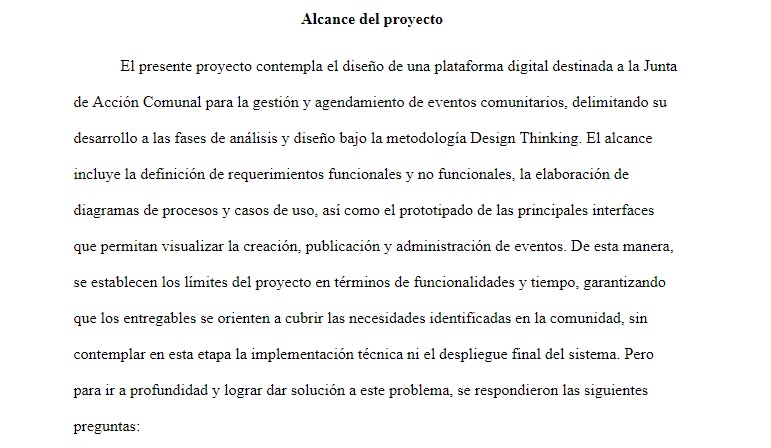 Alcance del proyecto
El presente proyecto contempla el diseño de una plataforma digital destinada a la Junta
de Acción Comunal para la gestión y agendamiento de eventos comunitarios, delimitando su
desarrollo a las fases de análisis y diseño bajo la metodología Design Thinking. El alcance
incluye la definición de requerimientos funcionales y no funcionales, la elaboración de
diagramas de procesos y casos de uso, así como el prototipado de las principales interfaces
que permitan visualizar la creación, publicación y administración de eventos. De esta manera,
se establecen los límites del proyecto en términos de funcionalidades y tiempo, garantizando
que los entregables se orienten a cubrir las necesidades identificadas en la comunidad, sin
contemplar en esta etapa la implementación técnica ni el despliegue final del sistema. Pero
para ir a profundidad y lograr dar solución a este problema, se respondieron las siguientes
preguntas: